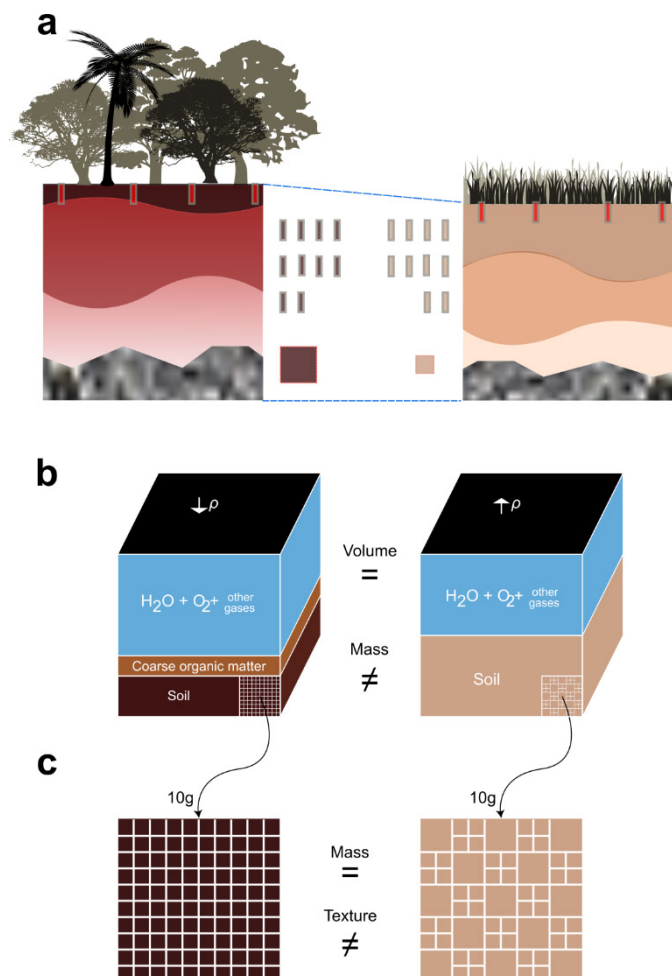 a
b
↓ρ
↑ρ
Volume
=
H₂O + O₂+ other gases
H₂O + O₂+ other gases
Mass
≠
Coarse organic matter
Soil
Soil
c
10g
10g
Mass
=
Texture
≠